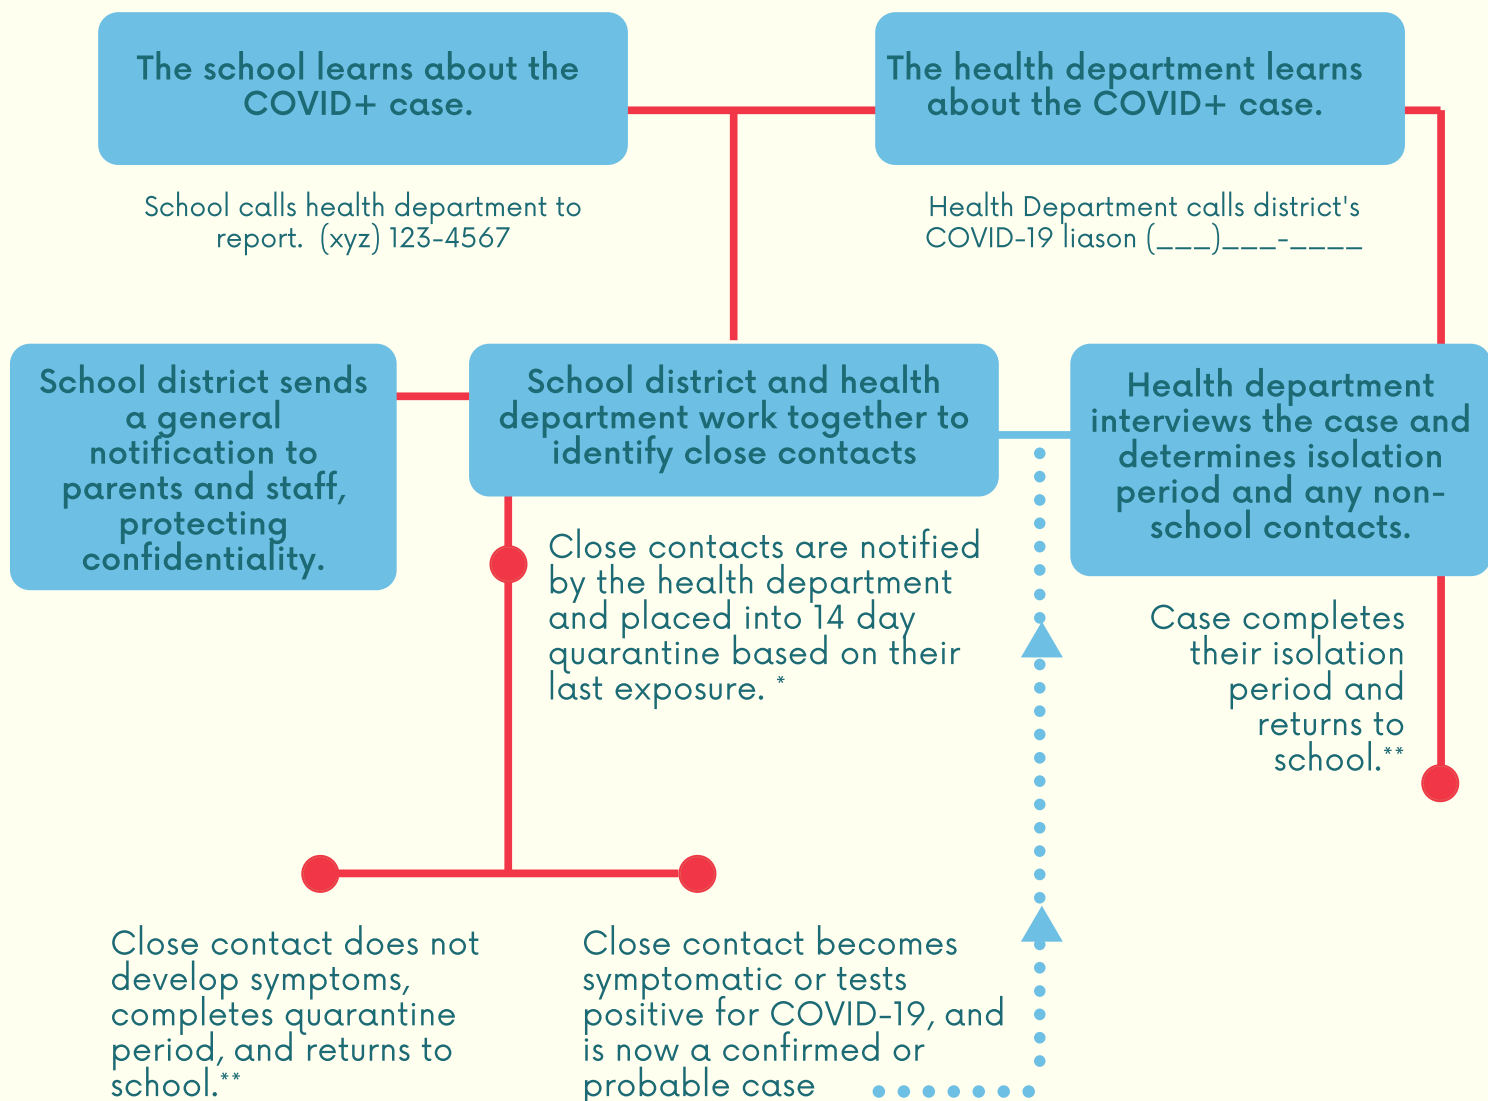 The school learns about the
COVID+ case.
The health department learns
about the COVID+ case.
School calls health department to
report.  (xyz) 123-4567
Health Department calls district's
COVID-19 liason (___)___-____
School district sends
a general
notification to
parents and staff,
protecting
confidentiality.
School district and health
department work together to
identify close contacts
Health department
interviews the case and
determines isolation
period and any non-
school contacts.
Close contacts are notified
by the health department
and placed into 14 day
quarantine based on their
last exposure. *
Case completes
their isolation
period and
returns to
school.**
Close contact does not
develop symptoms,
completes quarantine
period, and returns to
school.**
Close contact becomes
symptomatic or tests
positive for COVID-19, and
is now a confirmed or
probable case